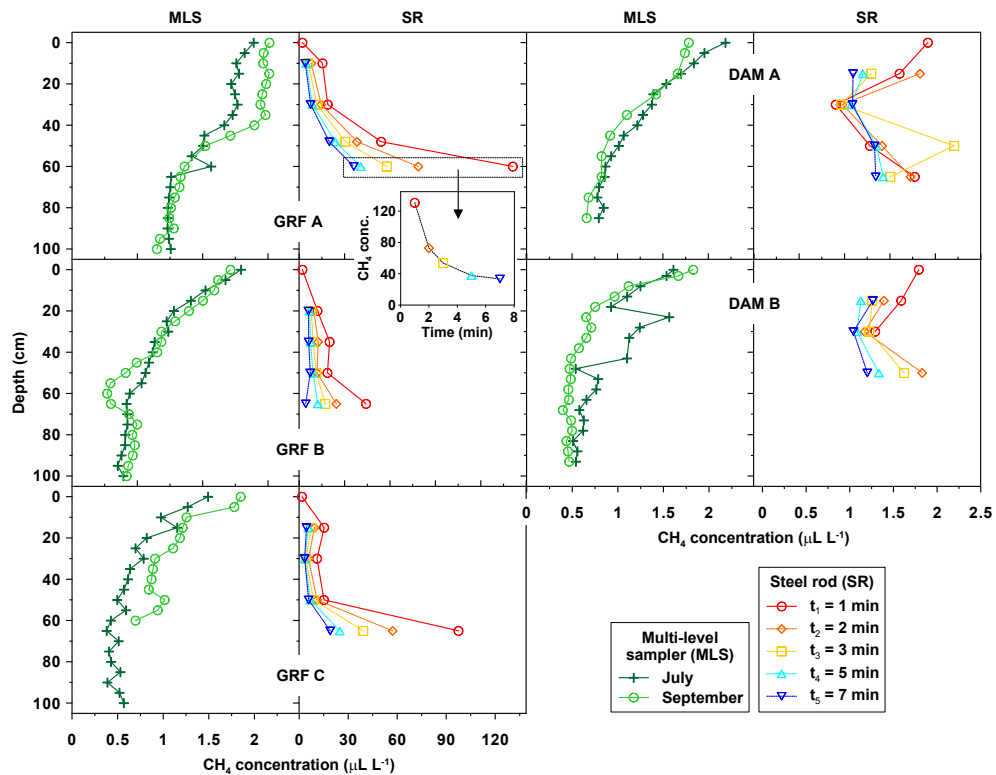 MLS
SR
MLS
SR
0
20
40
60
80
100
GRF A
DAM A
120
80
40
0
CH4 conc.
0 2 4 6 8
Time (min)
0
20
40
60
80
100
Depth (cm)
GRF B
DAM B
0 0.5 1 1.5 2 2.5
CH4 concentration (μL L-1)
0
20
40
60
80
100
GRF C
0 0.5 1 1.5 2
0 30 60 90 120
CH4 concentration (μL L-1)
0 0.5 1 1.5 2 2.5
Multi-level
sampler (MLS)
July
September
Steel rod (SR)
t1 = 1 min
t2 = 2 min
t3 = 3 min
t4 = 5 min
t5 = 7 min